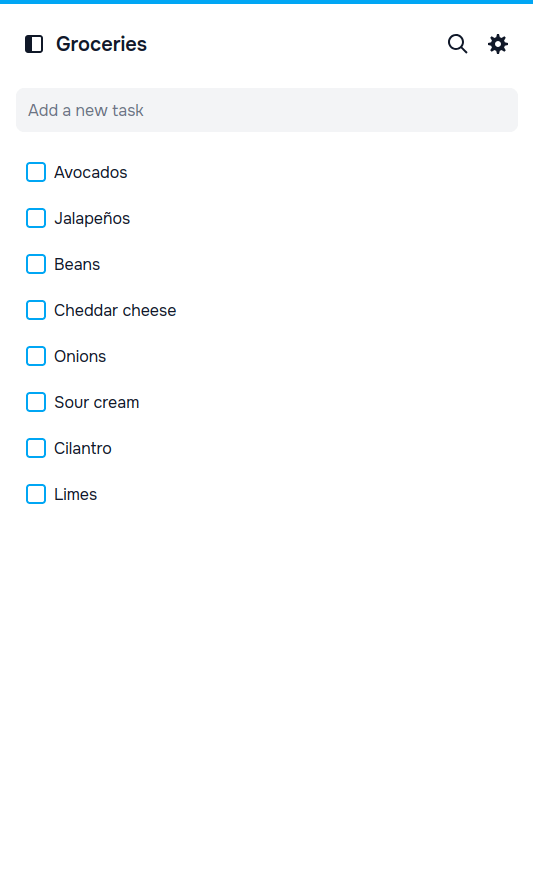 Groceries
Add a new task
Avocados
Jalapeños
Beans
Cheddar cheese
Onions
Sour cream
Cilantro
Limes